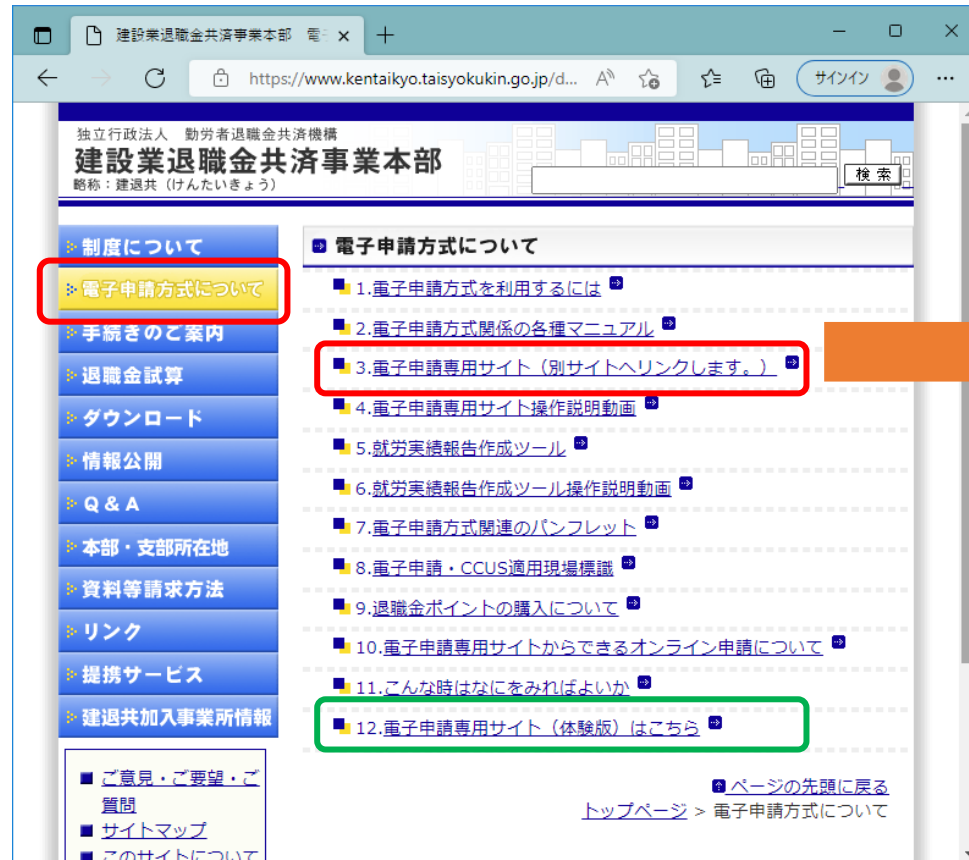 建設業退職金共済事業本部 電子
https://www.kentaikyo.taisyokukin.go.jp/d...
サインイン
独立行政法人 勤労者退職金共済機構
建設業退職金共済事業本部
略称：建退共（けんたいきょう）
検 索
制度について
電子申請方式について
手続きのご案内
退職金試算
ダウンロード
情報公開
Q & A
本部・支部所在地
資料等請求方法
リンク
提携サービス
建退共加入事業所情報
ご意見・ご要望・ご
質問
サイトマップ
このサイトについて
電子申請方式について
1.電子申請方式を利用するには
2.電子申請方式関係の各種マニュアル
3.電子申請専用サイト（別サイトへリンクします。）
4.電子申請専用サイト操作説明動画
5.就労実績報告作成ツール
6.就労実績報告作成ツール操作説明動画
7.電子申請方式関連のパンフレット
8.電子申請・CCUS適用現場標識
9.退職金ポイントの購入について
10.電子申請専用サイトからできるオンライン申請について
11.こんな時はなにをみればよいか
12.電子申請専用サイト（体験版）はこちら
ページの先頭に戻る
トップページ > 電子申請方式について